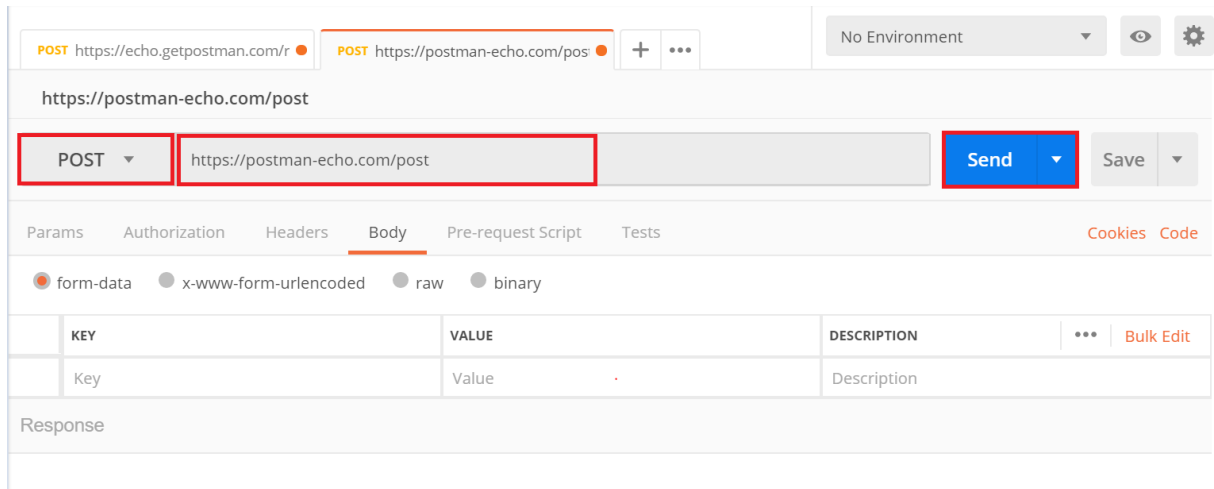 POST https://echo.getpostman.com/r POST https://postman-echo.com/pos + ••• No Environment
https://postman-echo.com/post
POST https://postman-echo.com/post Send Save
Params Authorization Headers Body Pre-request Script Tests Cookies Code
form-data x-www-form-urlencoded raw binary
KEY VALUE DESCRIPTION ••• Bulk Edit
Key Value Description
Response